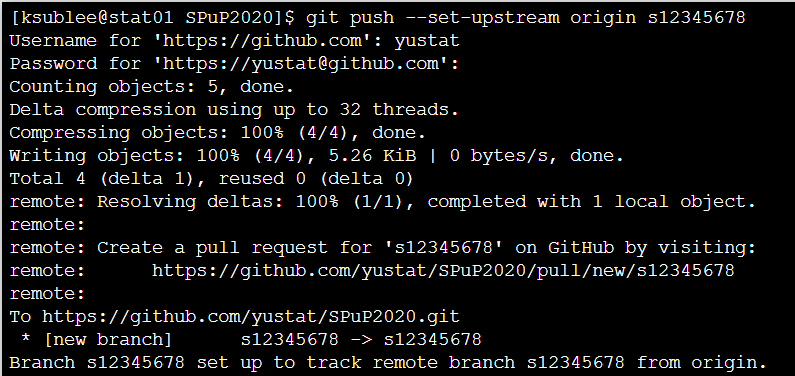 [ksublee@stat01 SPuP2020]$ git push --set-upstream origin s12345678
Username for 'https://github.com': yustat
Password for 'https://yustat@github.com':
Counting objects: 5, done.
Delta compression using up to 32 threads.
Compressing objects: 100% (4/4), done.
Writing objects: 100% (4/4), 5.26 KiB | 0 bytes/s, done.
Total 4 (delta 1), reused 0 (delta 0)
remote: Resolving deltas: 100% (1/1), completed with 1 local object.
remote:
remote: Create a pull request for 's12345678' on GitHub by visiting:
remote:      https://github.com/yustat/SPuP2020/pull/new/s12345678
remote:
To https://github.com/yustat/SPuP2020.git
 * [new branch]      s12345678 -> s12345678
Branch s12345678 set up to track remote branch s12345678 from origin.